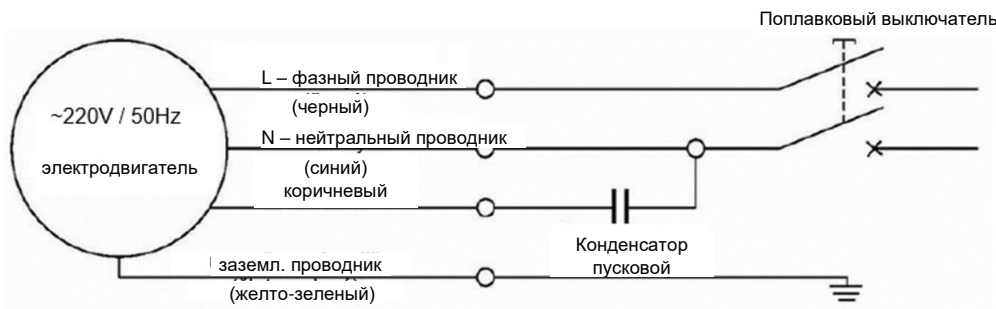 Поплавковый выключатель
L – фазный проводник
(черный)
~220V / 50Hz
N – нейтральный проводник
электродвигатель
(синий)
коричневый
Конденсатор
пусковой
заземл. проводник
(желто-зеленый)